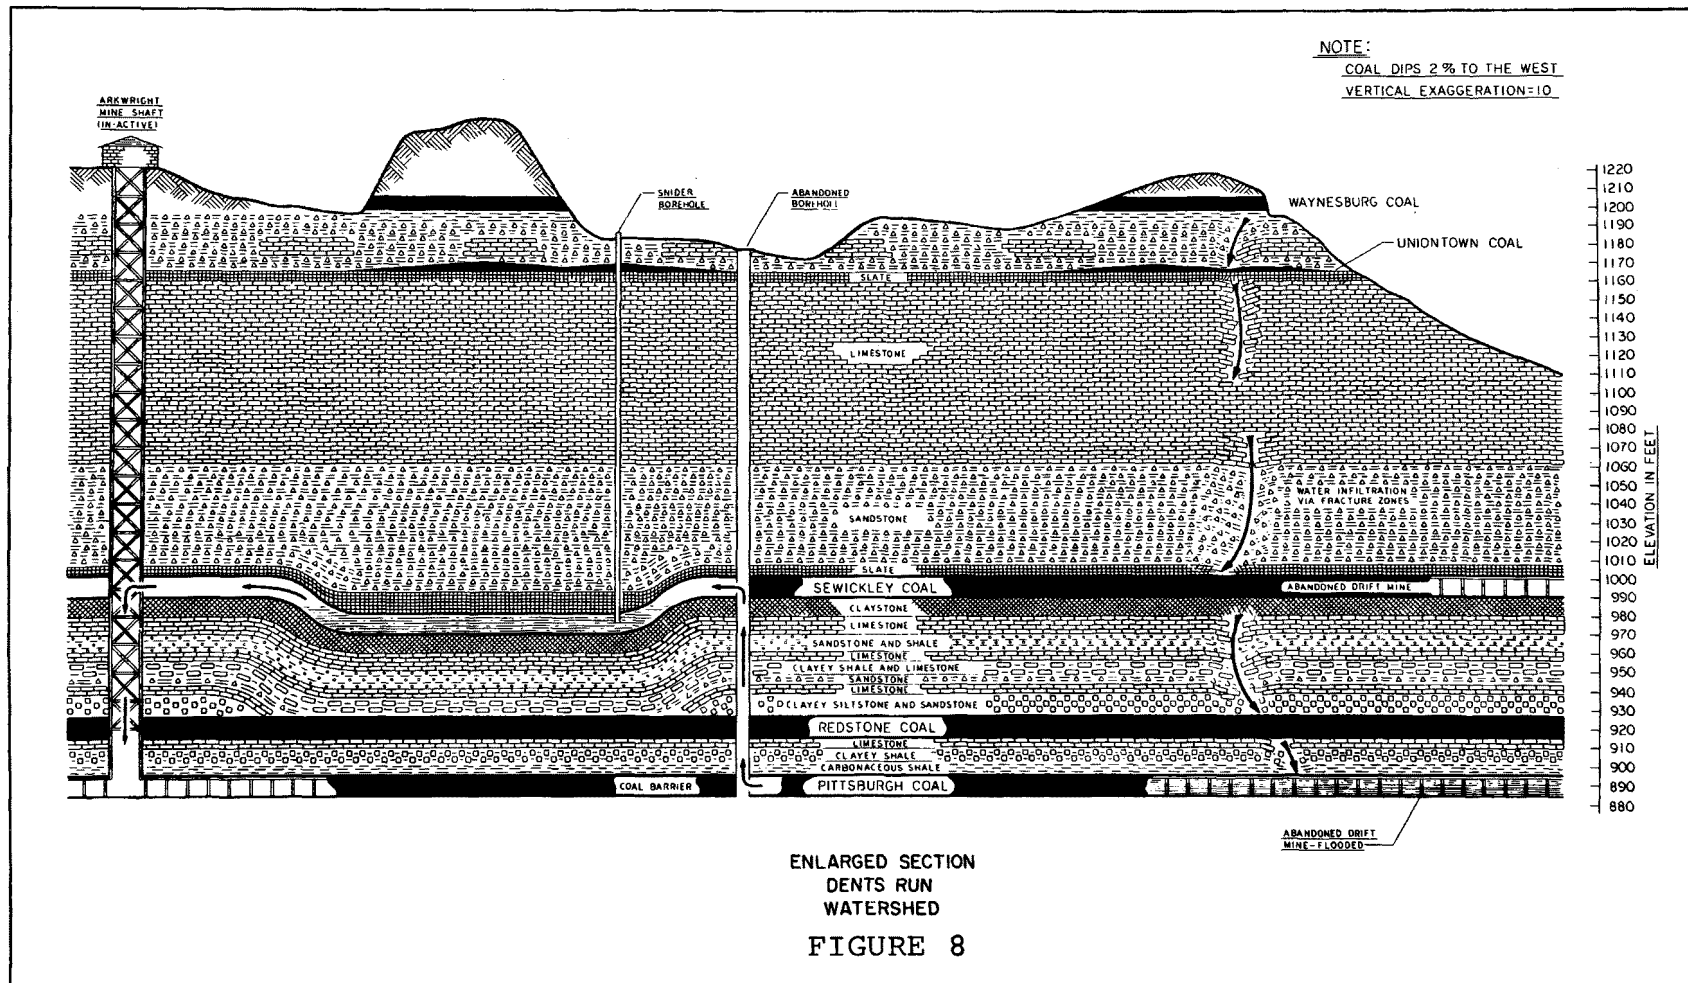 NOTE:
COAL DIPS 2% TO THE WEST
VERTICAL EXAGGERATION=10
ARKWRIGHT
MINE SHAFT
(IN-ACTIVE)
SNIDER
BOREHOLE
ABANDONED
BOREHOLE
WAYNESBURG COAL
UNIONTOWN COAL
SLATE
LIMESTONE
WATER INFILTRATION
VIA FRACTURE ZONES
SANDSTONE
SLATE
SEWICKLEY COAL
ABANDONED DRIFT MINE
CLAYSTONE
LIMESTONE
SANDSTONE AND SHALE
LIMESTONE
CLAYEY SHALE AND LIMESTONE
SANDSTONE
LIMESTONE
CLAYEY SILTSTONE AND SANDSTONE
REDSTONE COAL
LIMESTONE
CLAYEY SHALE
CARBONACEOUS SHALE
COAL BARRIER
PITTSBURGH COAL
ABANDONED DRIFT
MINE-FLOODED
1220
1210
1200
1190
1180
1170
1160
1150
1140
1130
1120
1110
1100
1090
1080
1070
1060
1050
1040
1030
1020
1010
1000
990
980
970
960
950
940
930
920
910
900
890
880
ELEVATION IN FEET
ENLARGED SECTION
DENTS RUN
WATERSHED
FIGURE 8